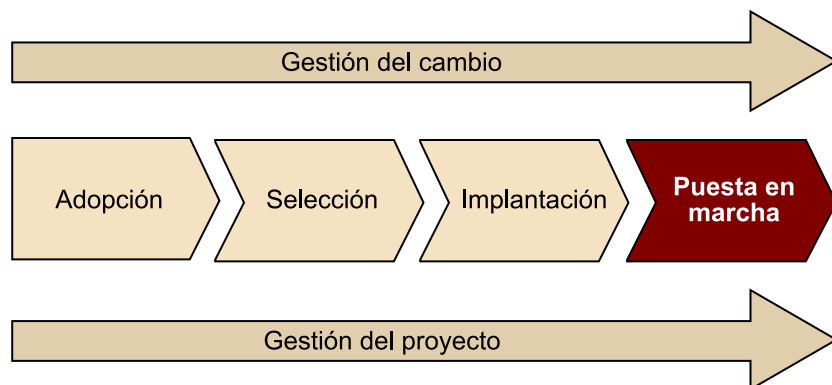 Gestión del cambio
Adopción
Selección
Implantación
Puesta en
marcha
Gestión del proyecto